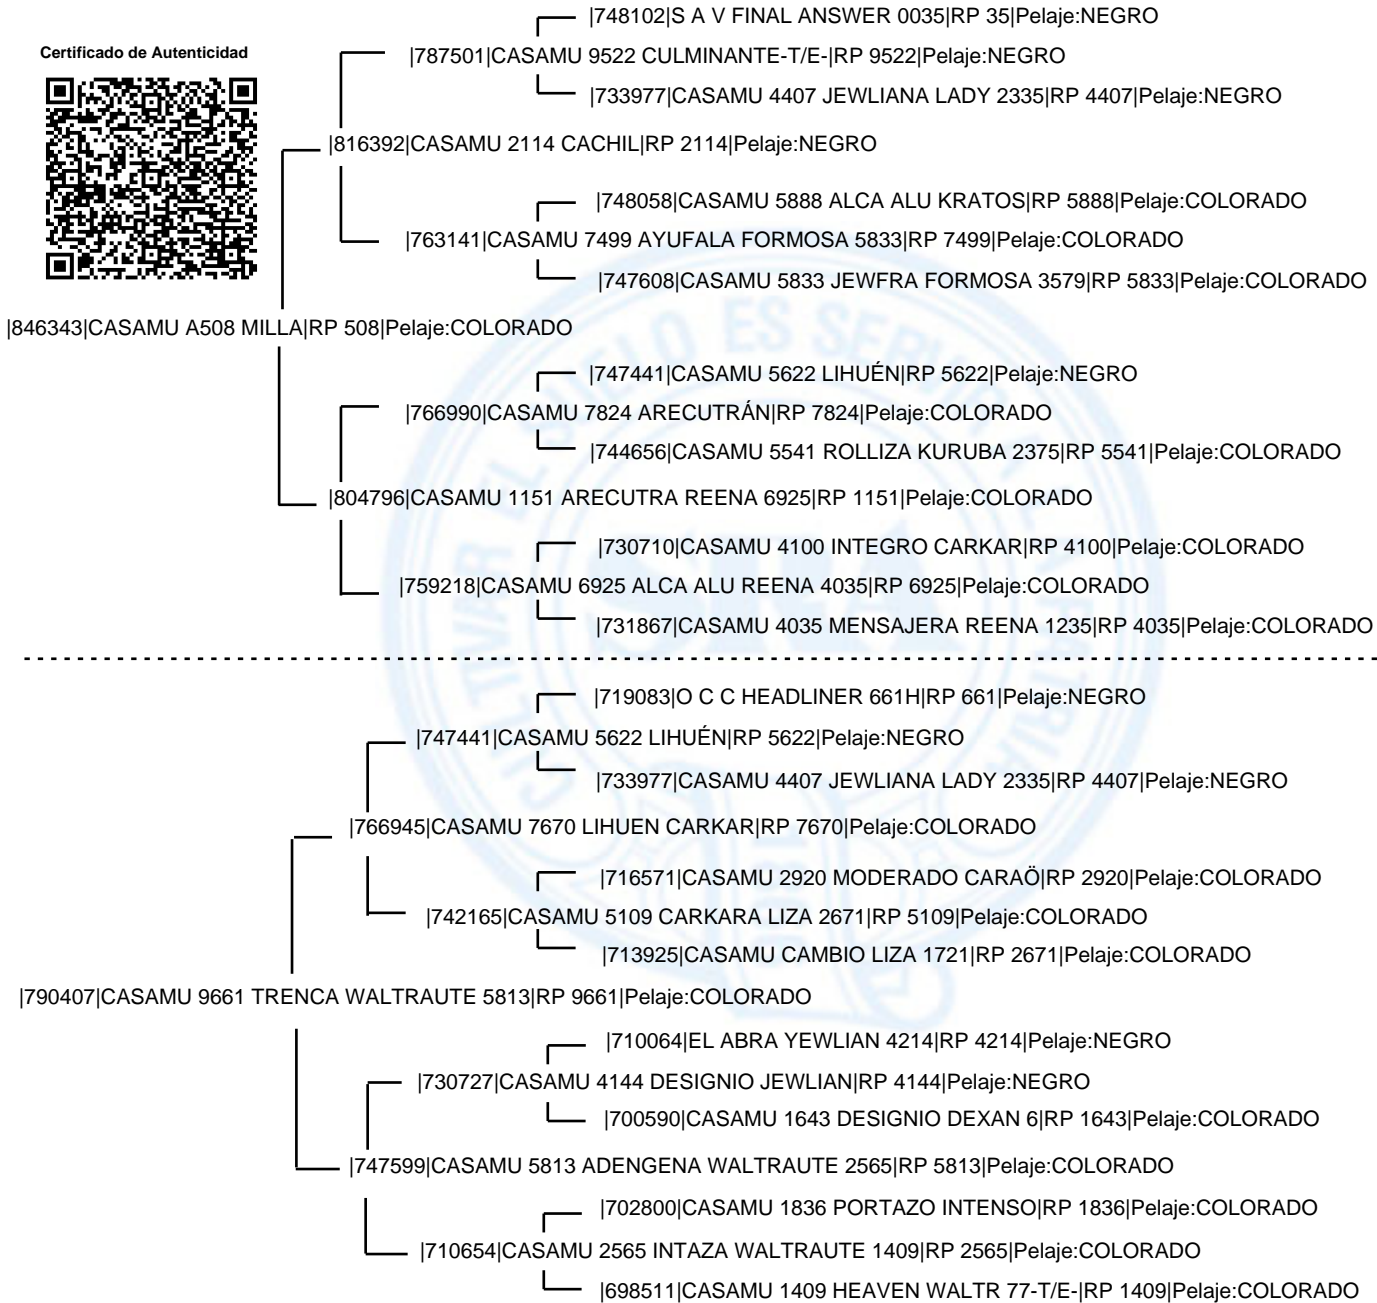 |748102|S A V FINAL ANSWER 0035|RP 35|Pelaje:NEGRO
Certificado de Autenticidad
|787501|CASAMU 9522 CULMINANTE-T/E-|RP 9522|Pelaje:NEGRO
|733977|CASAMU 4407 JEWLIANA LADY 2335|RP 4407|Pelaje:NEGRO
|816392|CASAMU 2114 CACHIL|RP 2114|Pelaje:NEGRO
|748058|CASAMU 5888 ALCA ALU KRATOS|RP 5888|Pelaje:COLORADO
|763141|CASAMU 7499 AYUFALA FORMOSA 5833|RP 7499|Pelaje:COLORADO
|747608|CASAMU 5833 JEWFRA FORMOSA 3579|RP 5833|Pelaje:COLORADO
|846343|CASAMU A508 MILLA|RP 508|Pelaje:COLORADO
|747441|CASAMU 5622 LIHUÉN|RP 5622|Pelaje:NEGRO
|766990|CASAMU 7824 ARECUTRÁN|RP 7824|Pelaje:COLORADO
|744656|CASAMU 5541 ROLLIZA KURUBA 2375|RP 5541|Pelaje:COLORADO
|804796|CASAMU 1151 ARECUTRA REENA 6925|RP 1151|Pelaje:COLORADO
|730710|CASAMU 4100 INTEGRO CARKAR|RP 4100|Pelaje:COLORADO
|759218|CASAMU 6925 ALCA ALU REENA 4035|RP 6925|Pelaje:COLORADO
|731867|CASAMU 4035 MENSAJERA REENA 1235|RP 4035|Pelaje:COLORADO
|719083|O C C HEADLINER 661H|RP 661|Pelaje:NEGRO
|747441|CASAMU 5622 LIHUÉN|RP 5622|Pelaje:NEGRO
|733977|CASAMU 4407 JEWLIANA LADY 2335|RP 4407|Pelaje:NEGRO
|766945|CASAMU 7670 LIHUEN CARKAR|RP 7670|Pelaje:COLORADO
|716571|CASAMU 2920 MODERADO CARAÖ|RP 2920|Pelaje:COLORADO
|742165|CASAMU 5109 CARKARA LIZA 2671|RP 5109|Pelaje:COLORADO
|713925|CASAMU CAMBIO LIZA 1721|RP 2671|Pelaje:COLORADO
|790407|CASAMU 9661 TRENCA WALTRAUTE 5813|RP 9661|Pelaje:COLORADO
|710064|EL ABRA YEWLIAN 4214|RP 4214|Pelaje:NEGRO
|730727|CASAMU 4144 DESIGNIO JEWLIAN|RP 4144|Pelaje:NEGRO
|700590|CASAMU 1643 DESIGNIO DEXAN 6|RP 1643|Pelaje:COLORADO
|747599|CASAMU 5813 ADENGENA WALTRAUTE 2565|RP 5813|Pelaje:COLORADO
|702800|CASAMU 1836 PORTAZO INTENSO|RP 1836|Pelaje:COLORADO
|710654|CASAMU 2565 INTAZA WALTRAUTE 1409|RP 2565|Pelaje:COLORADO
|698511|CASAMU 1409 HEAVEN WALTR 77-T/E-|RP 1409|Pelaje:COLORADO
CULTIVAR EL SUELO ES SERVIR A LA PATRIA
SRA
1866